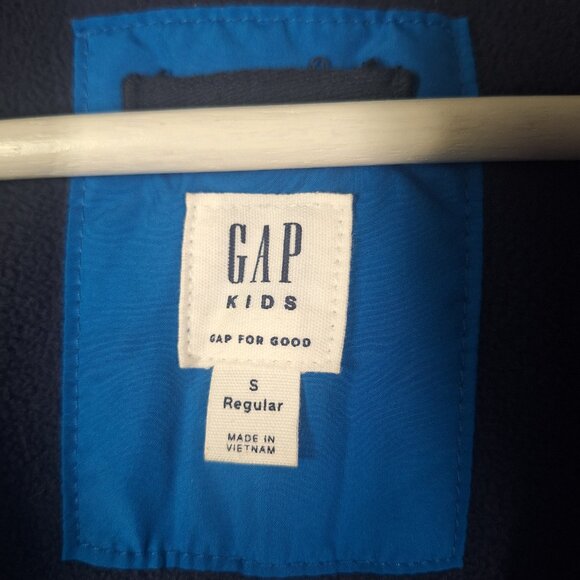 GAP
KIDS
GAP FOR GOOD
S
Regular
MADE IN
VIETNAM